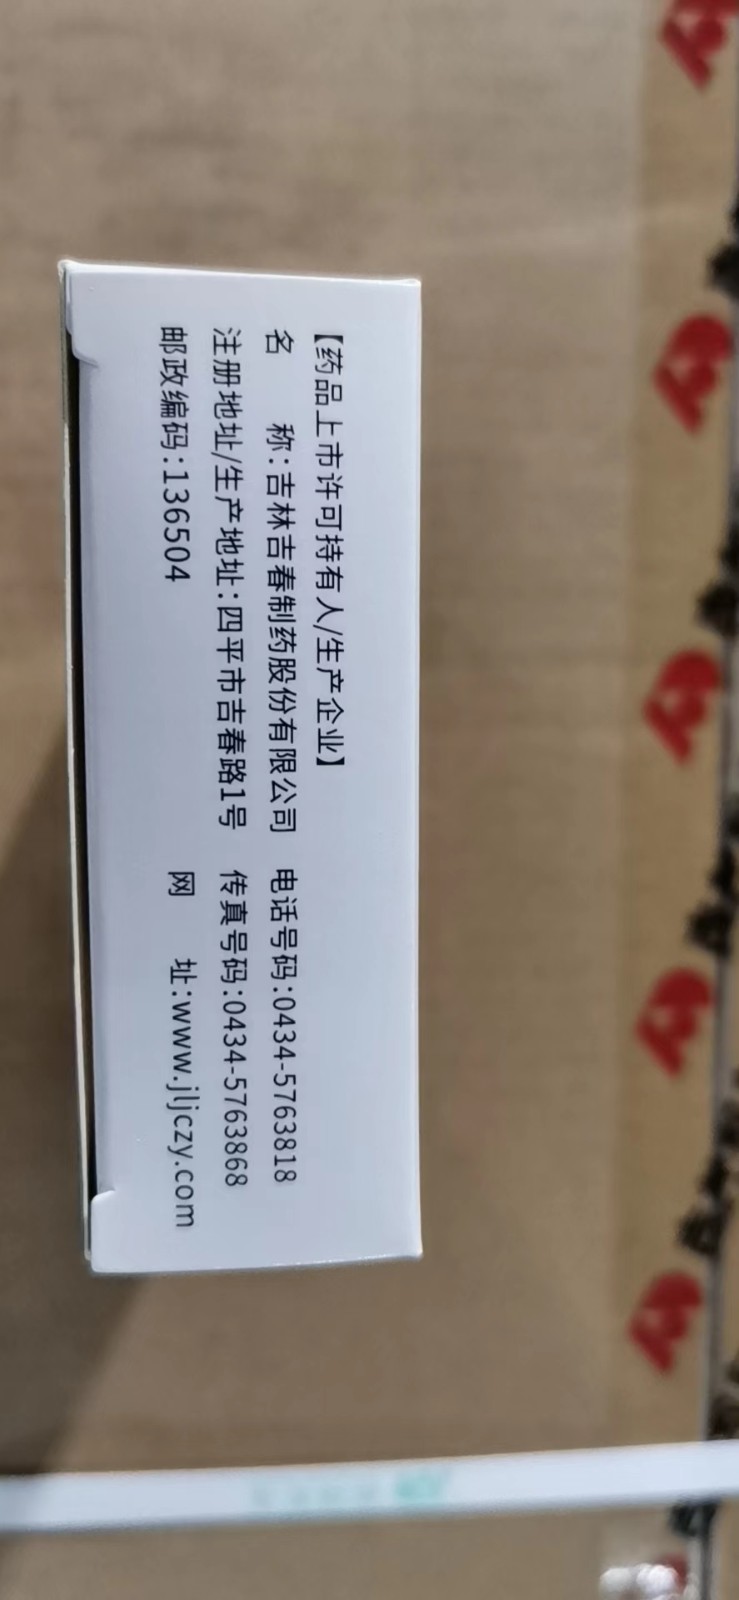 【药品上市许可持有人/生产企业】
名 称:吉林吉春制药股份有限公司 电话号码:0434-5763818
注册地址/生产地址:四平市吉春路1号 传真号码:0434-5763868
邮政编码:136504 网 址:www.jljczy.com